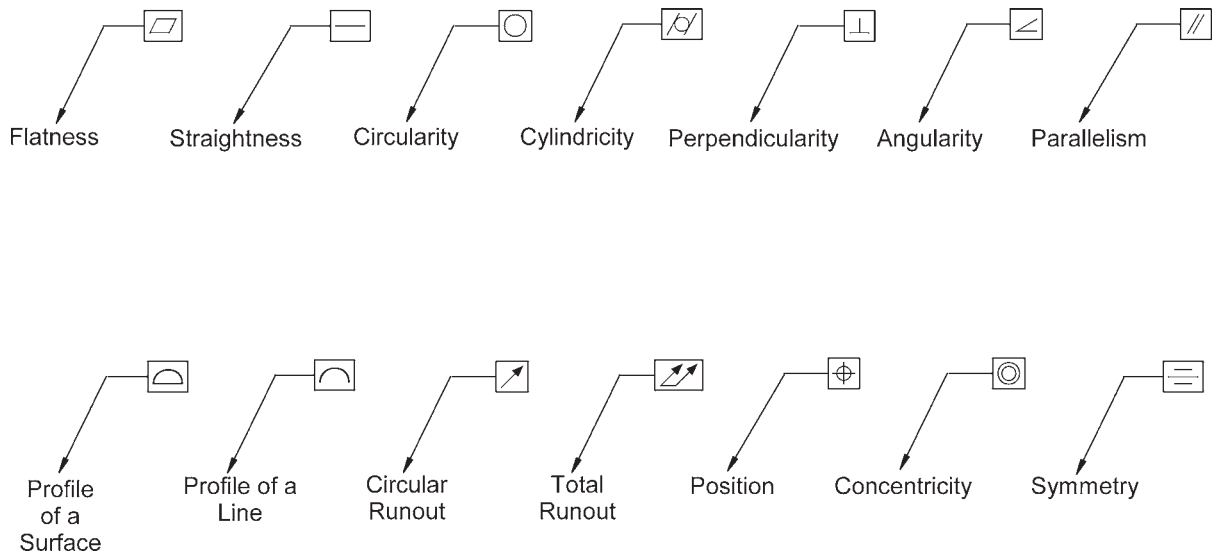 Flatness
Straightness
Circularity
Cylindricity
Perpendicularity
Angularity
Parallelism
Profile
of a
Surface
Profile of a
Line
Circular
Runout
Total
Runout
Position
Concentricity
Symmetry